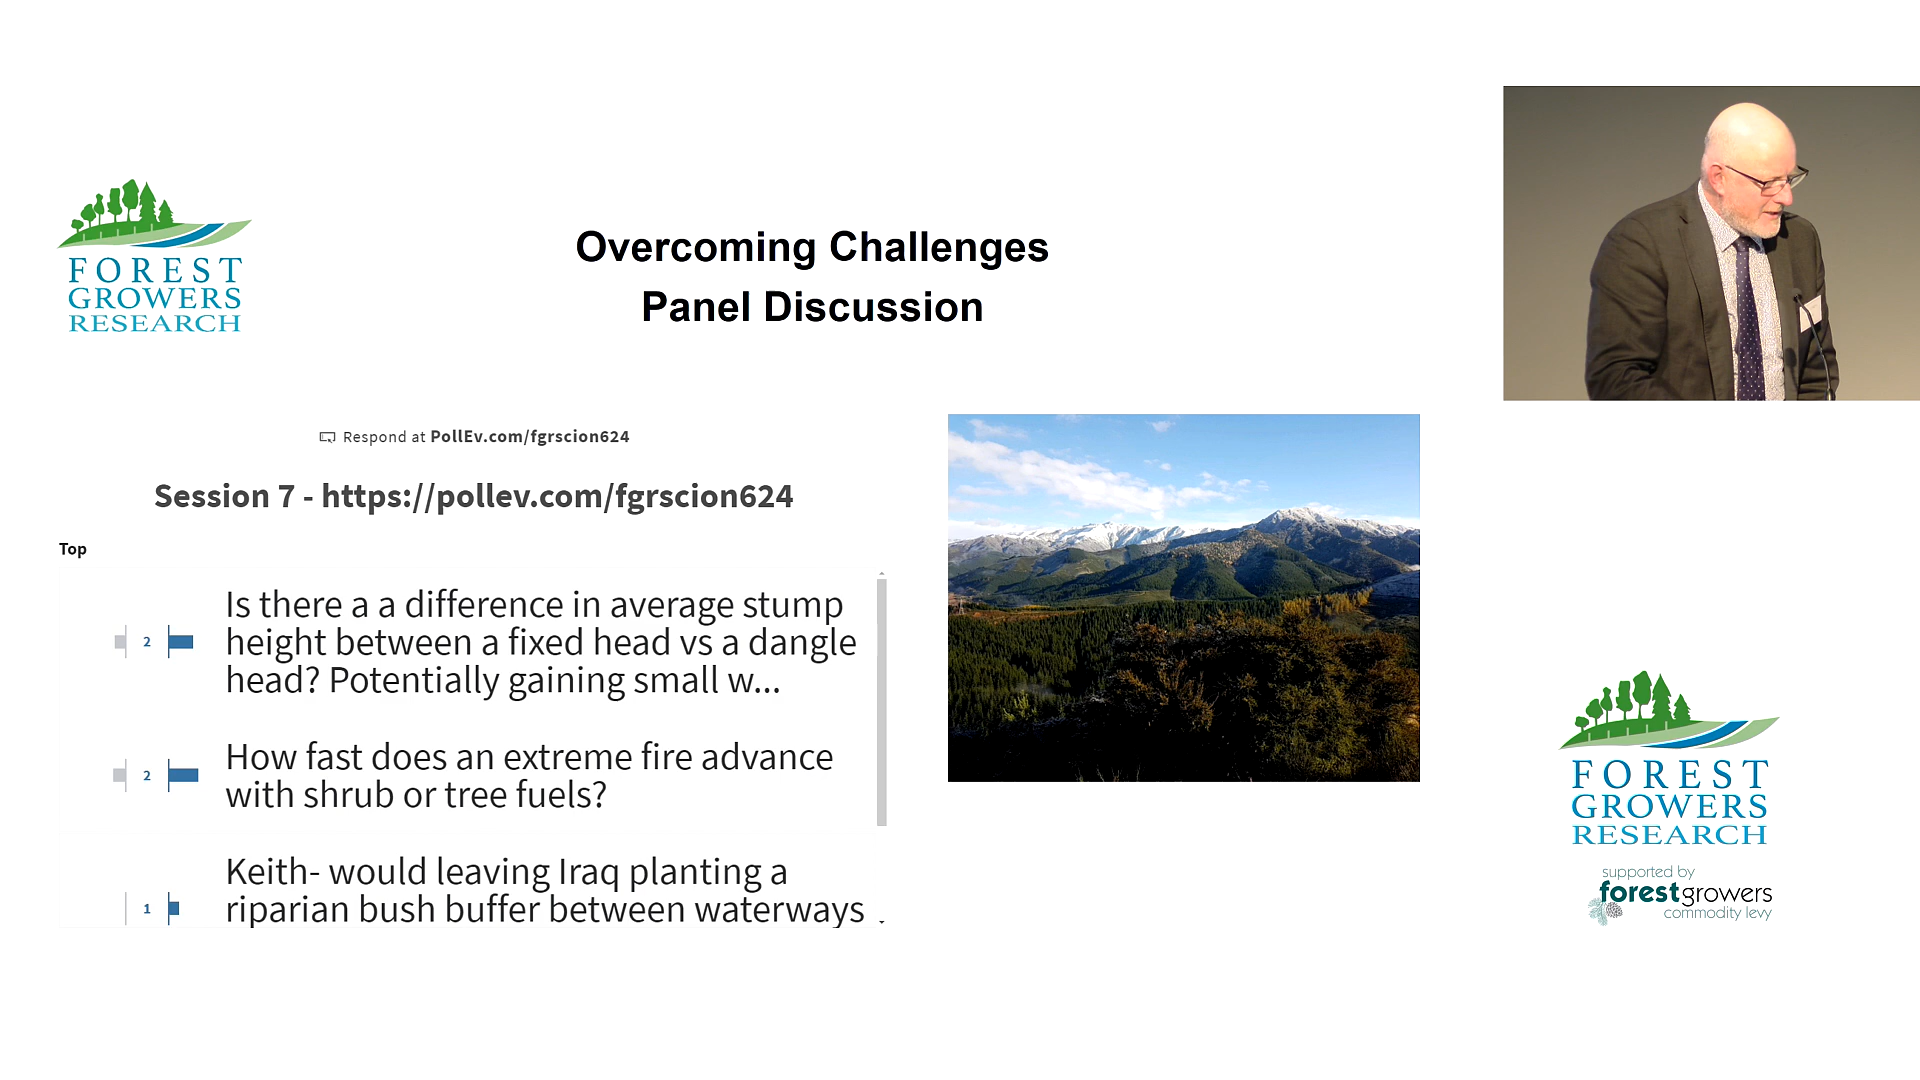 FOREST
GROWERS
RESEARCH
Overcoming Challenges
Panel Discussion
Respond at PollEv.com/fgrscion624
Session 7 - https://pollev.com/fgrscion624
Top
2
Is there a a difference in average stump
height between a fixed head vs a dangle
head? Potentially gaining small w...
2
How fast does an extreme fire advance
with shrub or tree fuels?
1
Keith- would leaving Iraq planting a
riparian bush buffer between waterways
FOREST
GROWERS
RESEARCH
supported by
forestgrowers
commodity levy